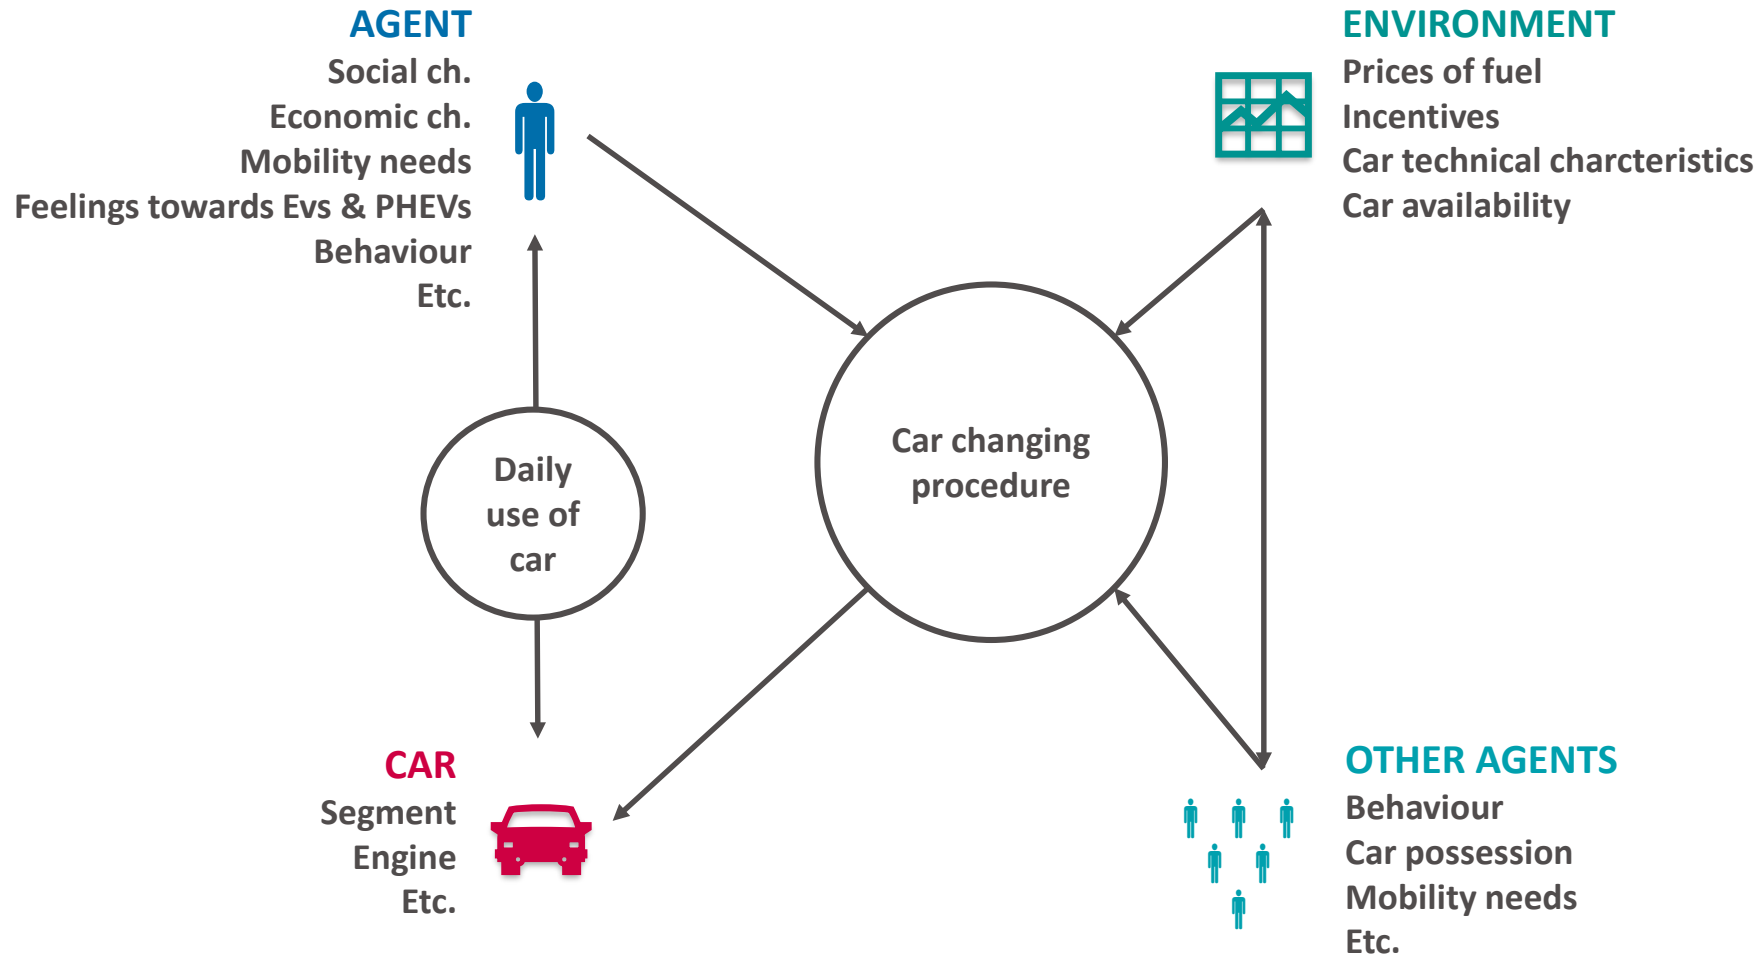 AGENT
Social ch.
Economic ch.
Mobility needs
Feelings towards Evs & PHEVs
Behaviour
Etc.
ENVIRONMENT
Prices of fuel
Incentives
Car technical charcteristics
Car availability
Daily
use of
car
Car changing
procedure
CAR
Segment
Engine
Etc.
OTHER AGENTS
Behaviour
Car possession
Mobility needs
Etc.